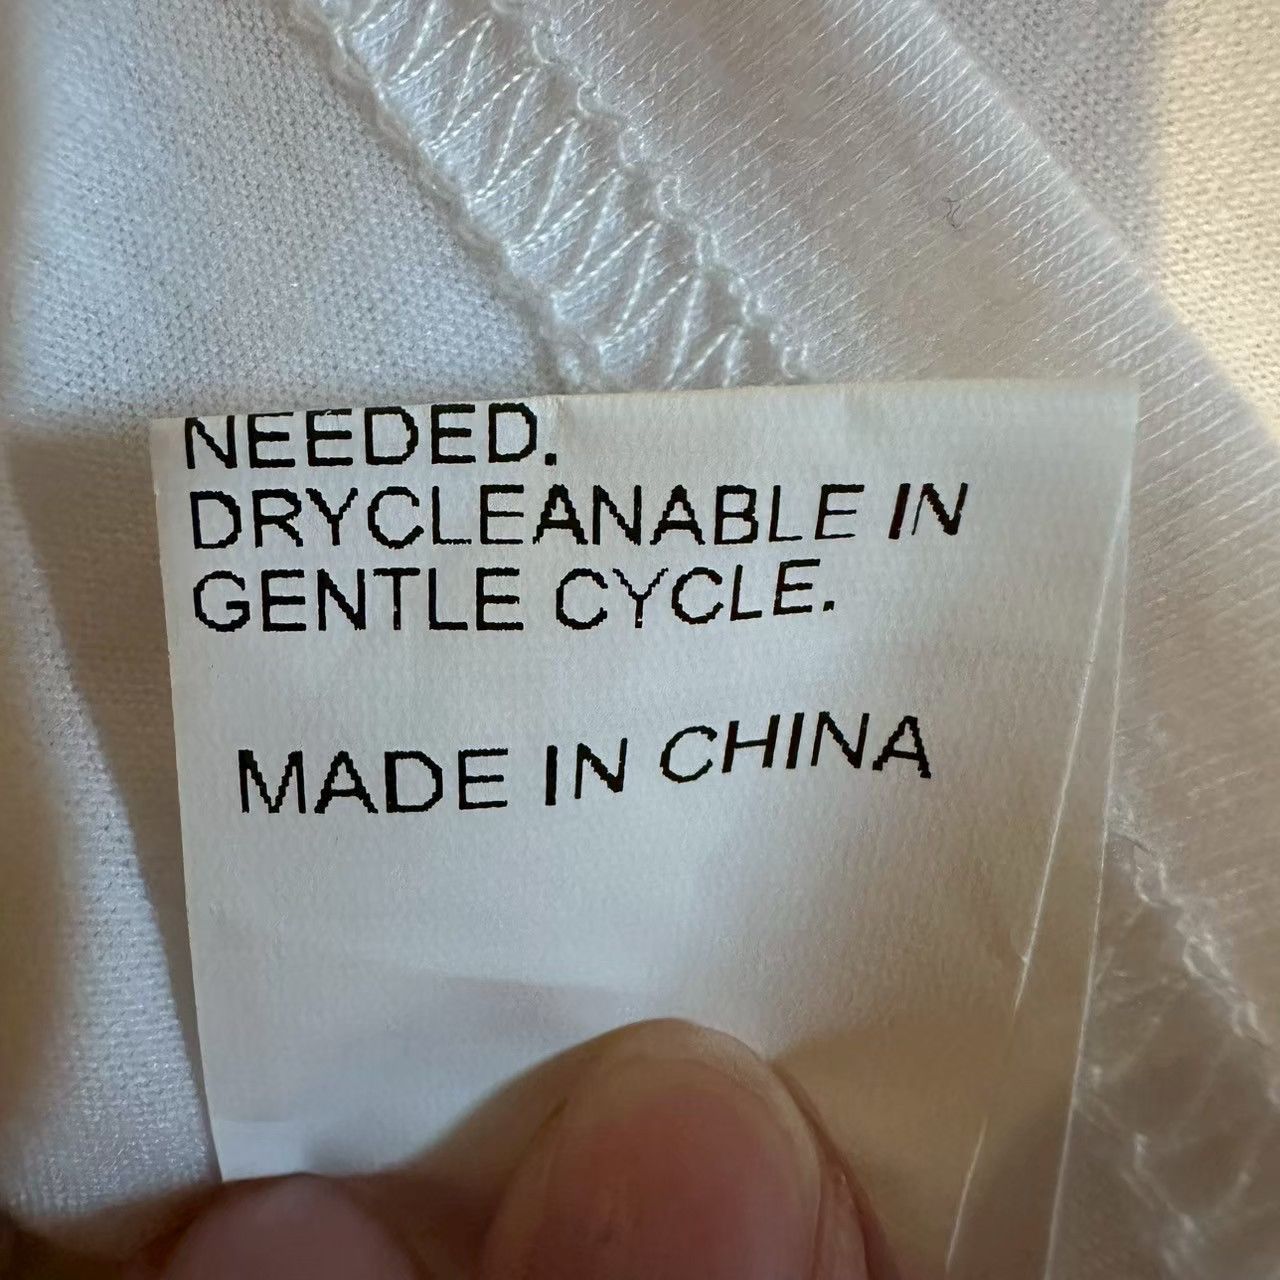 NEEDED.
DRYCLEANABLE IN
GENTLE CYCLE.
MADE IN CHINA